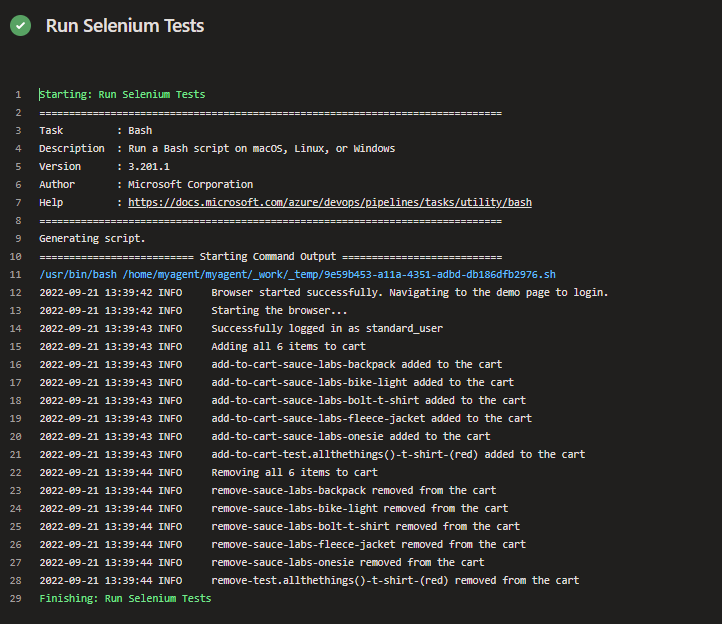 Run Selenium Tests
1 Starting: Run Selenium Tests
2 ==============================================================================
3 Task         : Bash
4 Description  : Run a Bash script on macOS, Linux, or Windows
5 Version      : 3.201.1
6 Author       : Microsoft Corporation
7 Help         : https://docs.microsoft.com/azure/devops/pipelines/tasks/utility/bash
8 ==============================================================================
9 Generating script.
10 ========================== Starting Command Output ===========================
11 /usr/bin/bash /home/myagent/myagent/_work/_temp/9e59b453-a11a-4351-adbd-db186dfb2976.sh
12 2022-09-21 13:39:42 INFO     Browser started successfully. Navigating to the demo page to login.
13 2022-09-21 13:39:42 INFO     Starting the browser...
14 2022-09-21 13:39:43 INFO     Successfully logged in as standard_user
15 2022-09-21 13:39:43 INFO     Adding all 6 items to cart
16 2022-09-21 13:39:43 INFO     add-to-cart-sauce-labs-backpack added to the cart
17 2022-09-21 13:39:43 INFO     add-to-cart-sauce-labs-bike-light added to the cart
18 2022-09-21 13:39:43 INFO     add-to-cart-sauce-labs-bolt-t-shirt added to the cart
19 2022-09-21 13:39:43 INFO     add-to-cart-sauce-labs-fleece-jacket added to the cart
20 2022-09-21 13:39:43 INFO     add-to-cart-sauce-labs-onesie added to the cart
21 2022-09-21 13:39:43 INFO     add-to-cart-test.allthethings()-t-shirt-(red) added to the cart
22 2022-09-21 13:39:44 INFO     Removing all 6 items to cart
23 2022-09-21 13:39:44 INFO     remove-sauce-labs-backpack removed from the cart
24 2022-09-21 13:39:44 INFO     remove-sauce-labs-bike-light removed from the cart
25 2022-09-21 13:39:44 INFO     remove-sauce-labs-bolt-t-shirt removed from the cart
26 2022-09-21 13:39:44 INFO     remove-sauce-labs-fleece-jacket removed from the cart
27 2022-09-21 13:39:44 INFO     remove-sauce-labs-onesie removed from the cart
28 2022-09-21 13:39:44 INFO     remove-test.allthethings()-t-shirt-(red) removed from the cart
29 Finishing: Run Selenium Tests